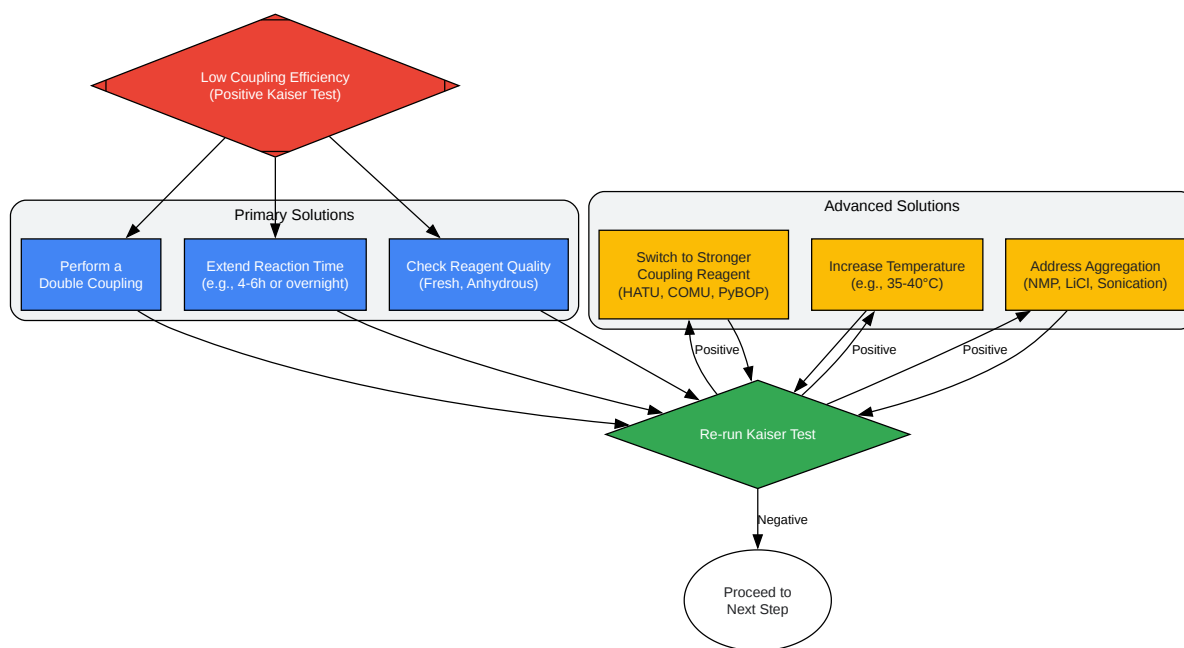 Low Coupling Efficiency
(Positive Kaiser Test)
Primary Solutions
Perform a
Double Coupling
Extend Reaction Time
(e.g., 4-6h or overnight)
Check Reagent Quality
(Fresh, Anhydrous)
Advanced Solutions
Switch to Stronger
Coupling Reagent
(HATU, COMU, PyBOP)
Increase Temperature
(e.g., 35-40°C)
Address Aggregation
(NMP, LiCl, Sonication)
Positive
Positive
Positive
Re-run Kaiser Test
Negative
Proceed to
Next Step